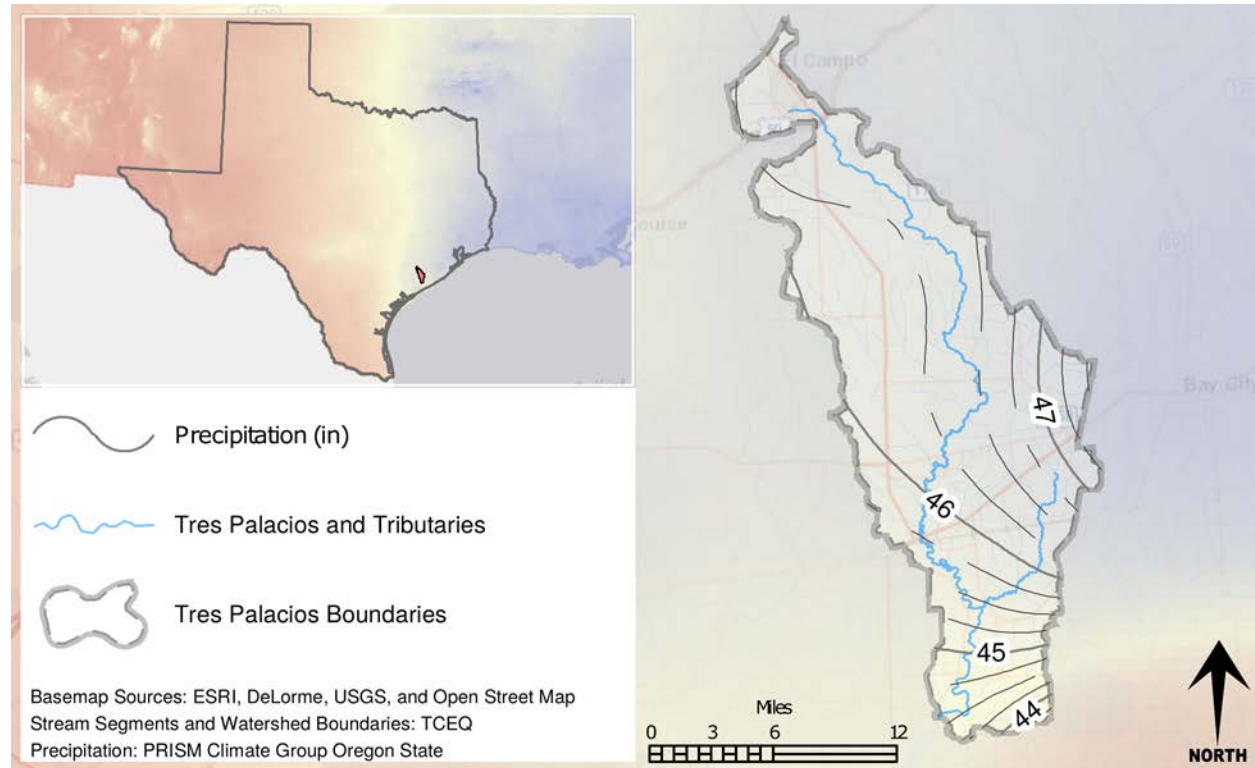 El Campo
Bay City
Precipitation (in)
Tres Palacios and Tributaries
Tres Palacios Boundaries
Basemap Sources: ESRI, DeLorme, USGS, and Open Street Map
Stream Segments and Watershed Boundaries: TCEQ
Precipitation: PRISM Climate Group Oregon State
47
46
45
44
Miles
0 3 6 12
NORTH
60